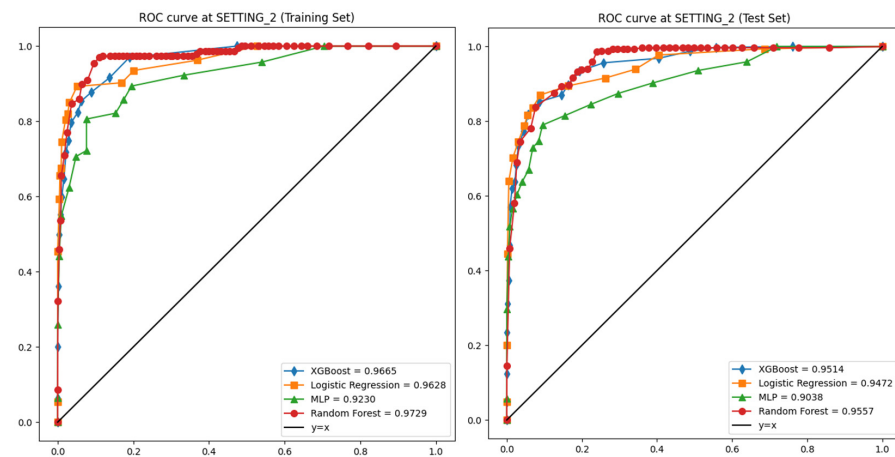 ROC curve at SETTING_2 (Training Set)
1.0
0.8
0.6
0.4
0.2
0.0
0.0 0.2 0.4 0.6 0.8 1.0
XGBoost = 0.9665
Logistic Regression = 0.9628
MLP = 0.9230
Random Forest = 0.9729
y=x
ROC curve at SETTING_2 (Test Set)
1.0
0.8
0.6
0.4
0.2
0.0
0.0 0.2 0.4 0.6 0.8 1.0
XGBoost = 0.9514
Logistic Regression = 0.9472
MLP = 0.9038
Random Forest = 0.9557
y=x